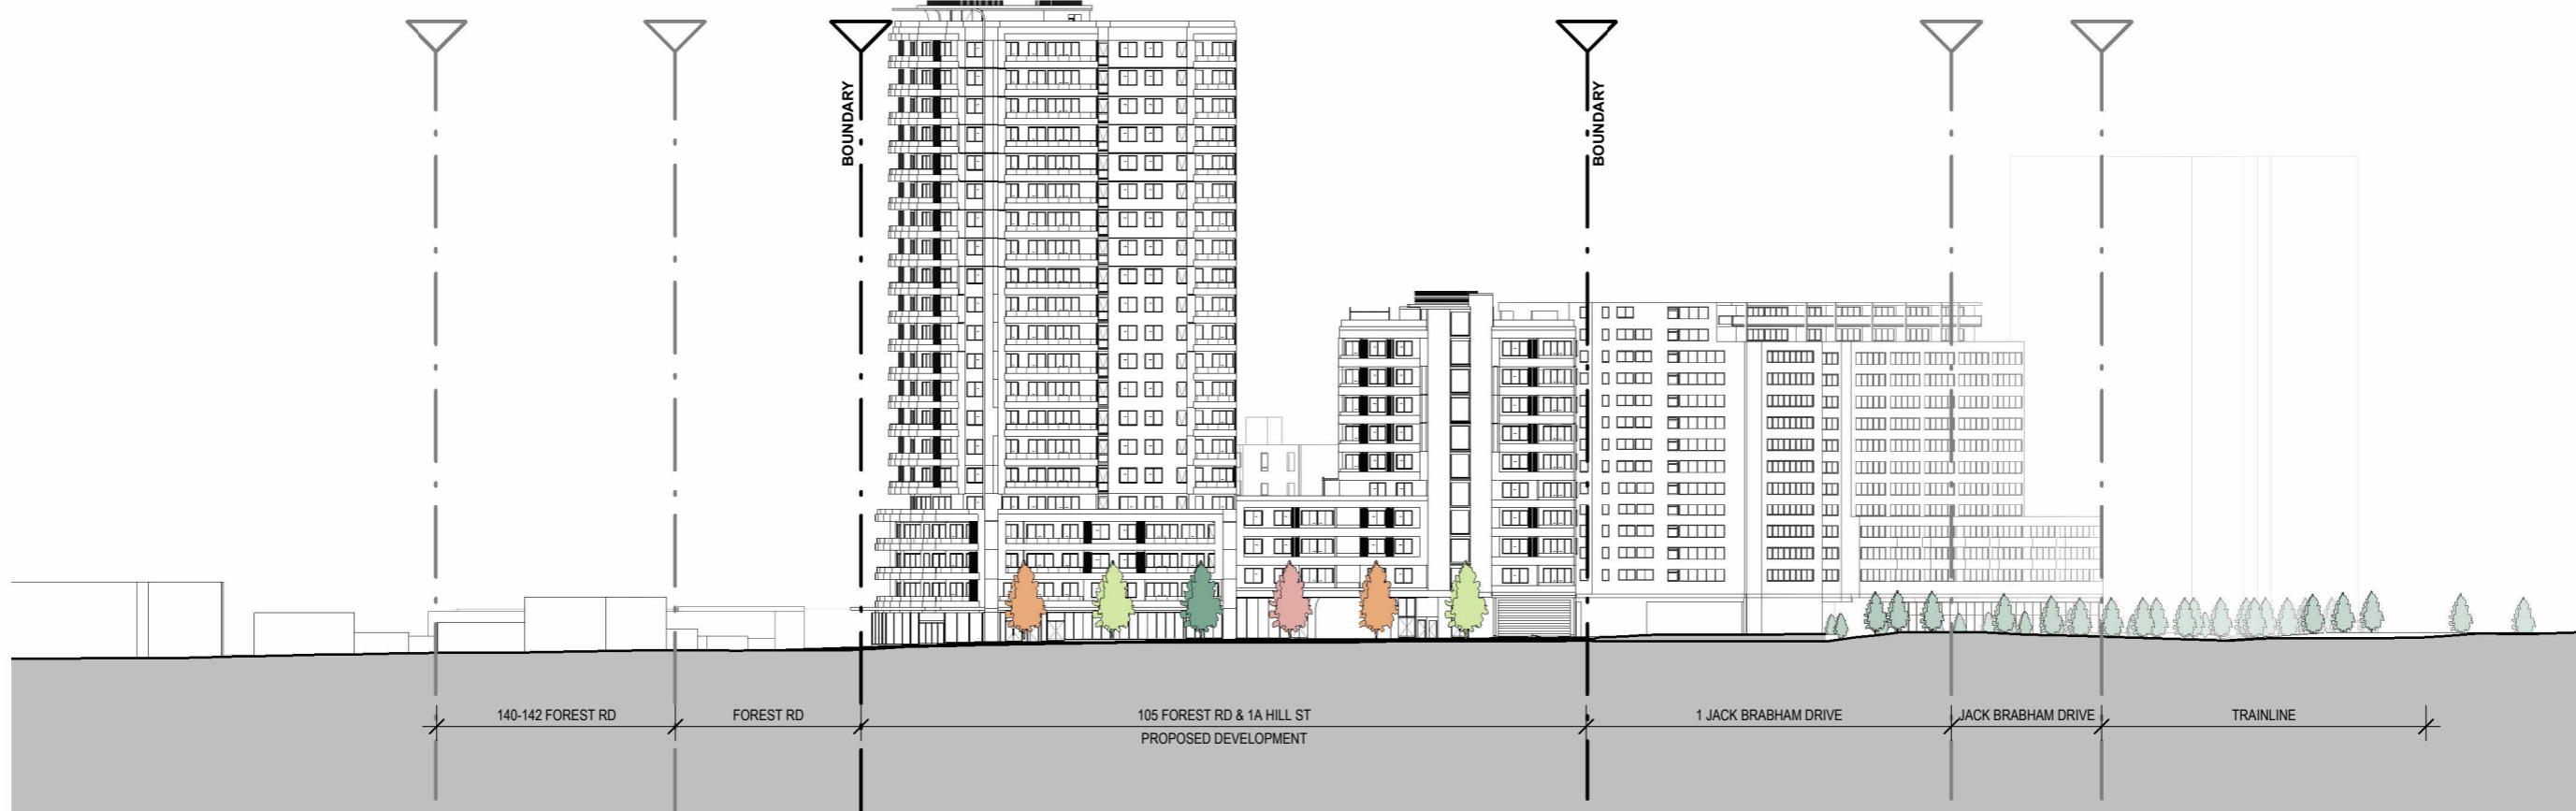 BOUNDARY
BOUNDARY
140-142 FOREST RD
FOREST RD
105 FOREST RD & 1A HILL ST
PROPOSED DEVELOPMENT
1 JACK BRABHAM DRIVE
JACK BRABHAM DRIVE
TRAINLINE